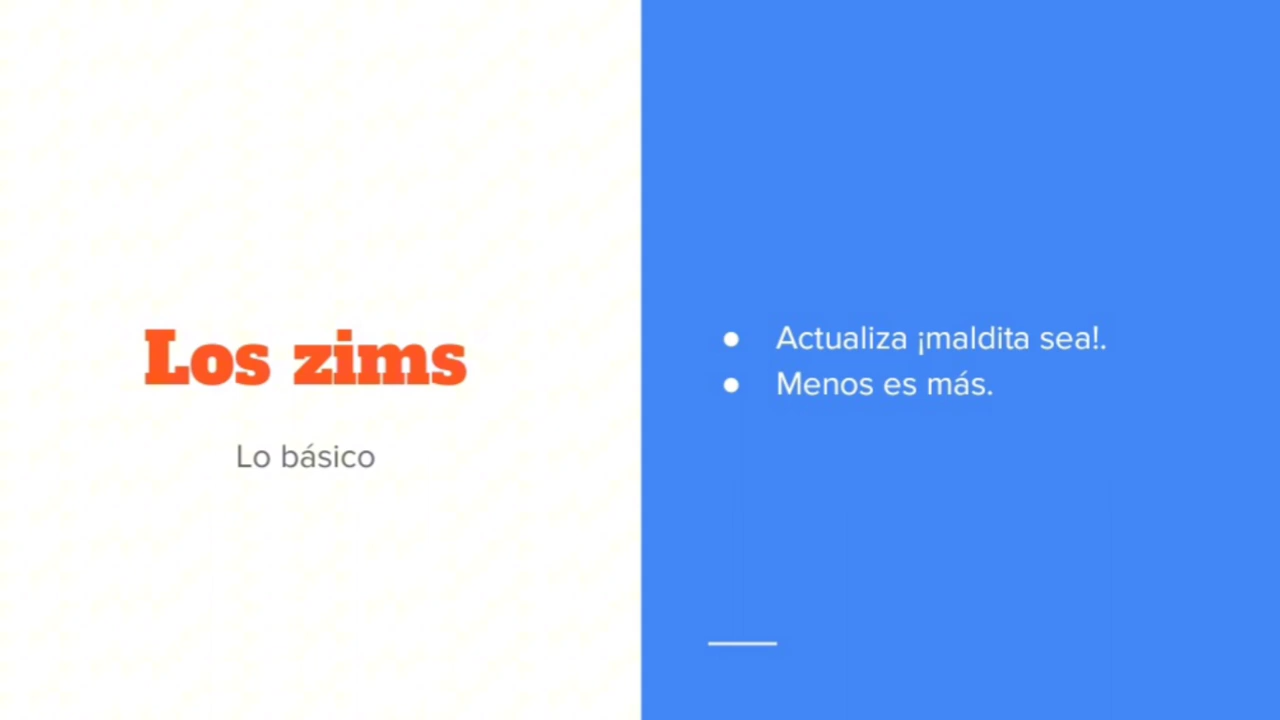 Los zims
Lo básico
● Actualiza ¡maldita sea!.
● Menos es más.